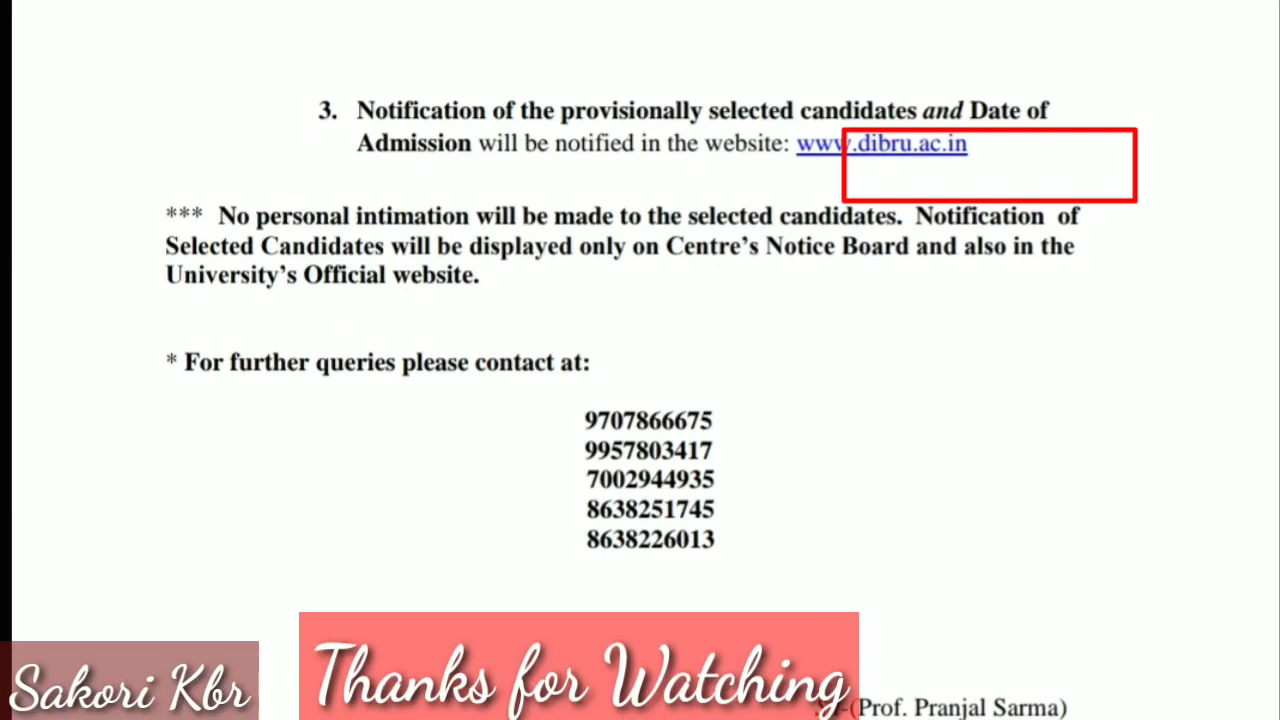 3. Notification of the provisionally selected candidates and Date of
Admission will be notified in the website: www.dibru.ac.in
*** No personal intimation will be made to the selected candidates. Notification of
Selected Candidates will be displayed only on Centre's Notice Board and also in the
University's Official website.
* For further queries please contact at:
9707866675
9957803417
7002944935
8638251745
8638226013
Thanks for Watching
Sakori Kbr
(Prof. Pranjal Sarma)